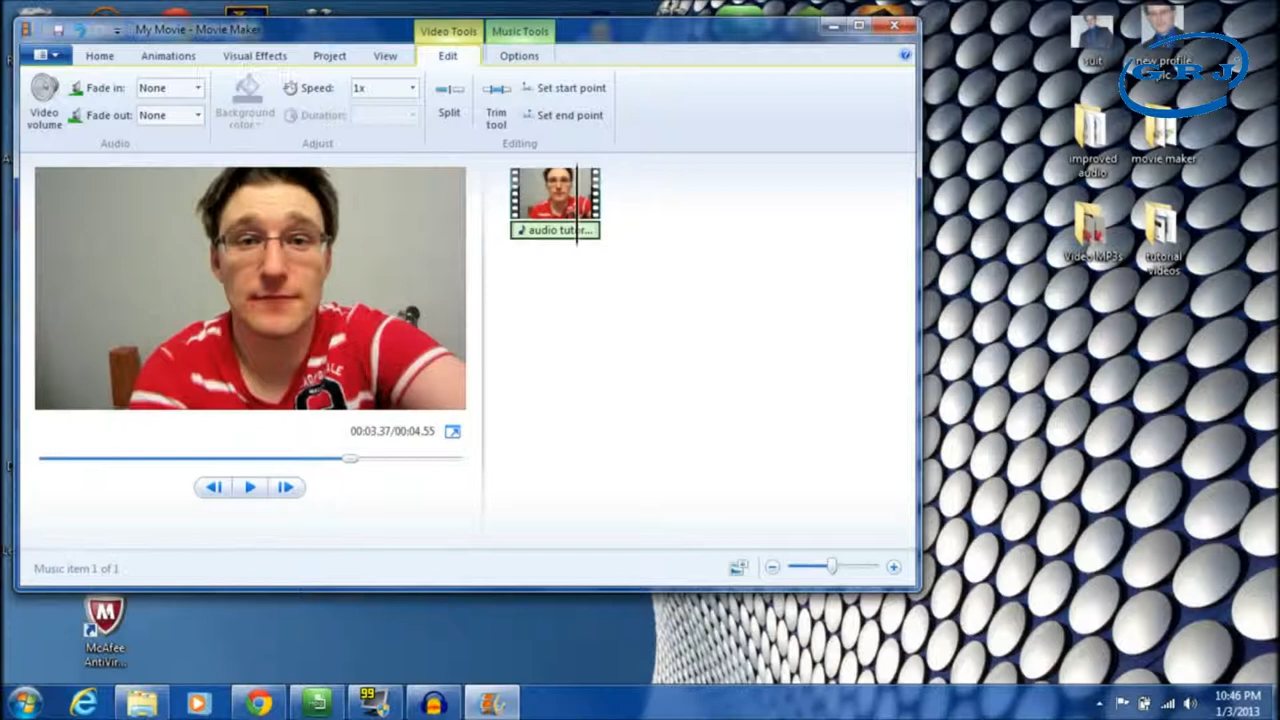 My Movie - Movie Maker
Video Tools
Music Tools
Home
Animations
Visual Effects
Project
View
Edit
Options
Video volume
Fade in: None
Fade out: None
Audio
Background color
Speed: 1x
Duration:
Adjust
Split
Trim tool
Set start point
Set end point
Editing
audio tutor...
00:03.37/00:04.55
Music item 1 of 1
GRJ
suit
new profile
improved audio
movie maker
Video MP3s
tutorial videos
McAfee
AntiVir...
99
10:46 PM
1/3/2013